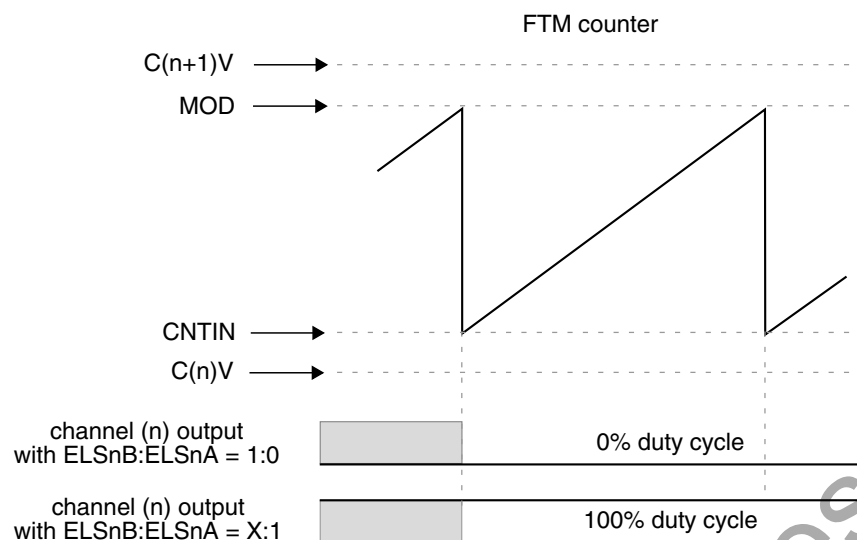 FTM counter
C(n+1)V
MOD
CNTIN
C(n)V
channel (n) output
with ELSnB:ELSnA = 1:0
0% duty cycle
channel (n) output
with ELSnB:ELSnA = X:1
100% duty cycle